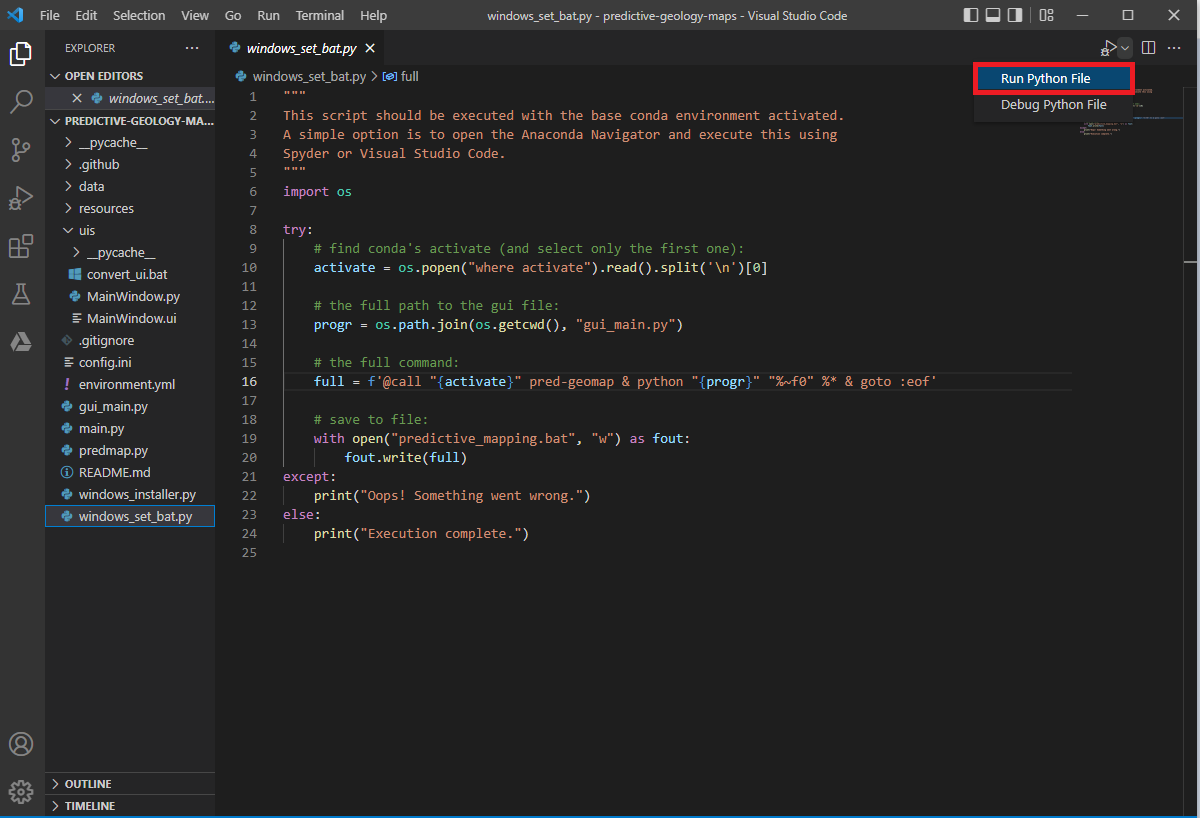 File Edit Selection View Go Run Terminal Help windows_set_bat.py - predictive-geology-maps - Visual Studio Code
EXPLORER ···
OPEN EDITORS
windows_set_bat....
PREDICTIVE-GEOLOGY-MA...
__pycache__
.github
data
resources
uis
__pycache__
convert_ui.bat
MainWindow.py
MainWindow.ui
.gitignore
config.ini
environment.yml
gui_main.py
main.py
predmap.py
README.md
windows_installer.py
windows_set_bat.py
OUTLINE
TIMELINE
windows_set_bat.py
windows_set_bat.py > full
Run Python File
Debug Python File
1 """
2 This script should be executed with the base conda environment activated.
3 A simple option is to open the Anaconda Navigator and execute this using
4 Spyder or Visual Studio Code.
5 """
6 import os
7
8 try:
9 # find conda's activate (and select only the first one):
10 activate = os.popen("where activate").read().split('\n')[0]
11
12 # the full path to the gui file:
13 progr = os.path.join(os.getcwd(), "gui_main.py")
14
15 # the full command:
16 full = f'@call "{activate}" pred-geomap & python "{progr}" "%~f0" %* & goto :eof'
17
18 # save to file:
19 with open("predictive_mapping.bat", "w") as fout:
20 fout.write(full)
21 except:
22 print("Oops! Something went wrong.")
23 else:
24 print("Execution complete.")
25